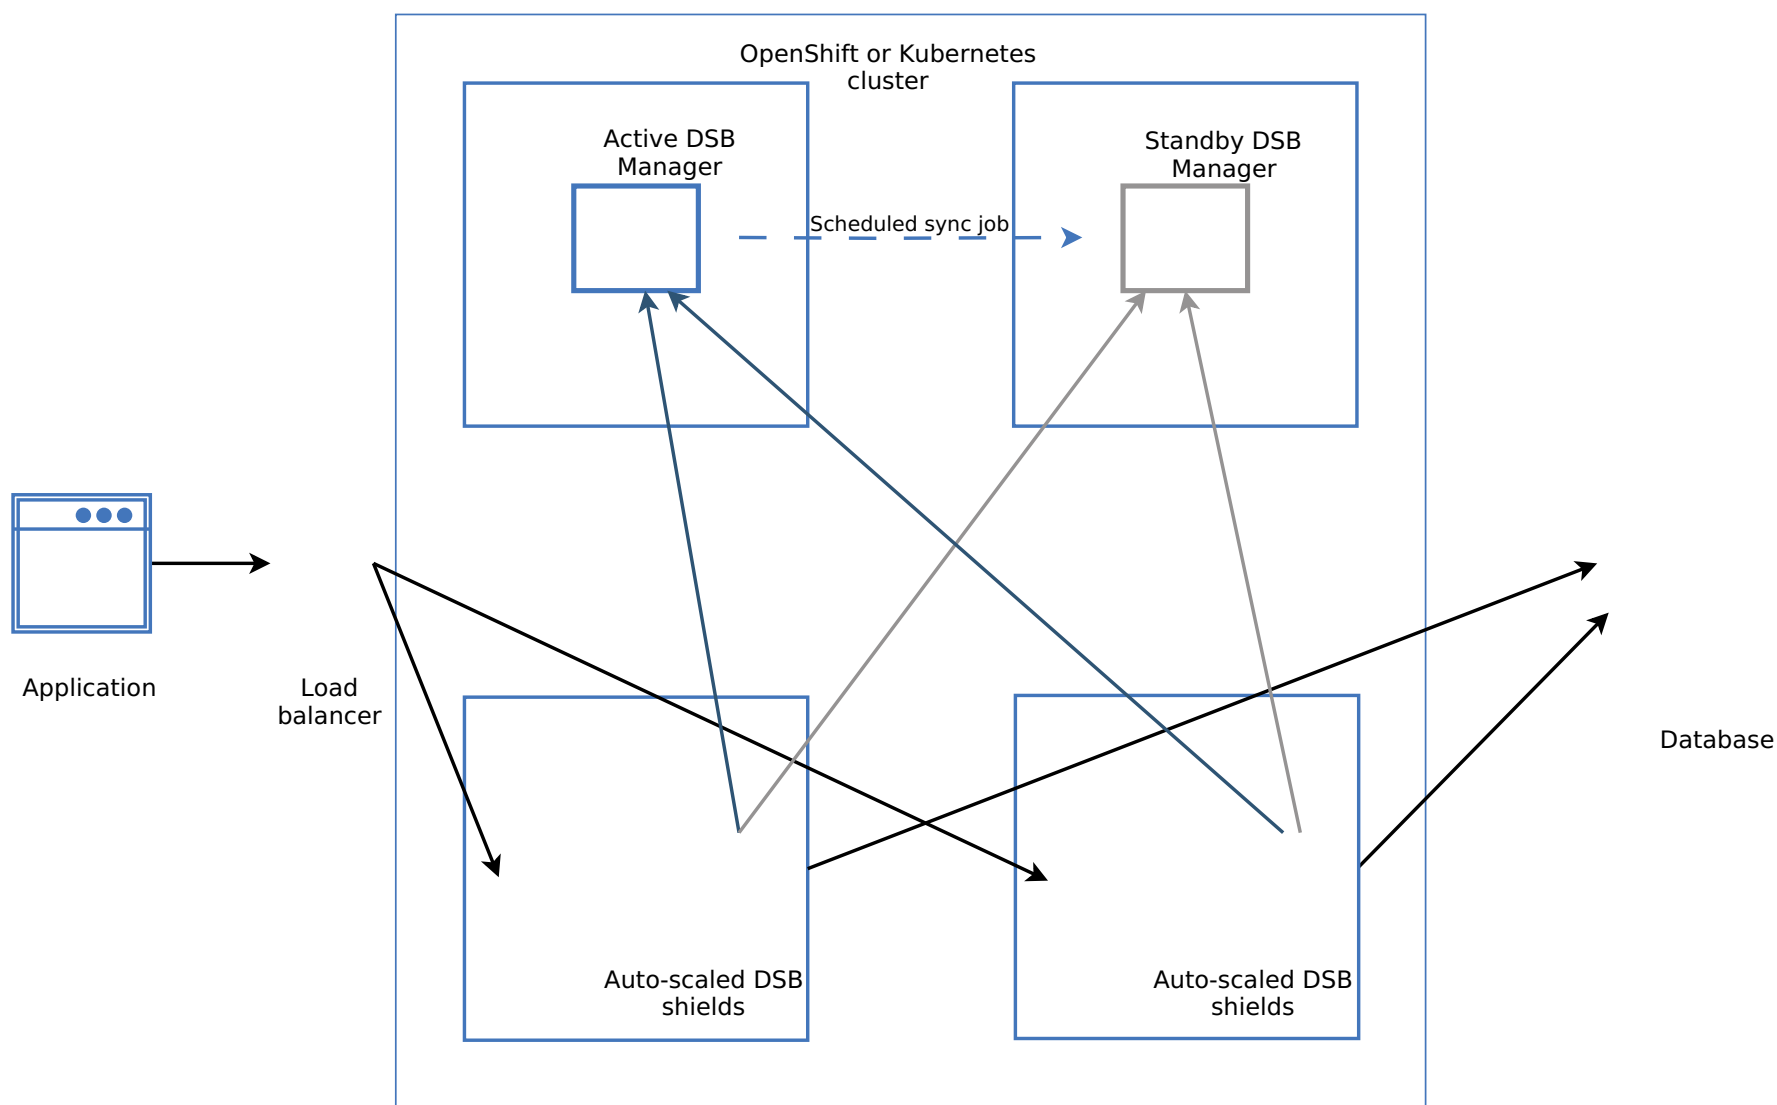 OpenShift or Kubernetes
cluster
Active DSB
Manager
Standby DSB
Manager
Scheduled sync job
Application
Load
balancer
Database
Auto-scaled DSB
shields
Auto-scaled DSB
shields